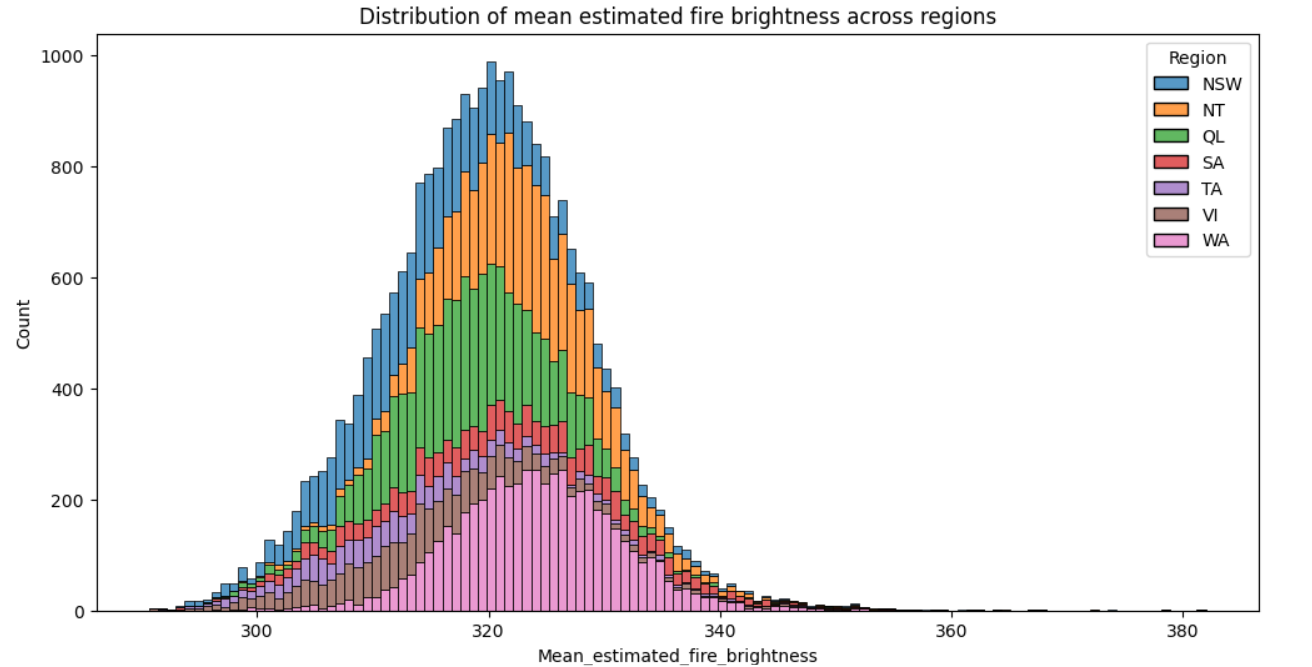 Distribution of mean estimated fire brightness across regions
1000
800
600
400
200
0
Count
Region
NSW
NT
QL
SA
TA
VI
WA
300
320
340
360
380
Mean_estimated_fire_brightness